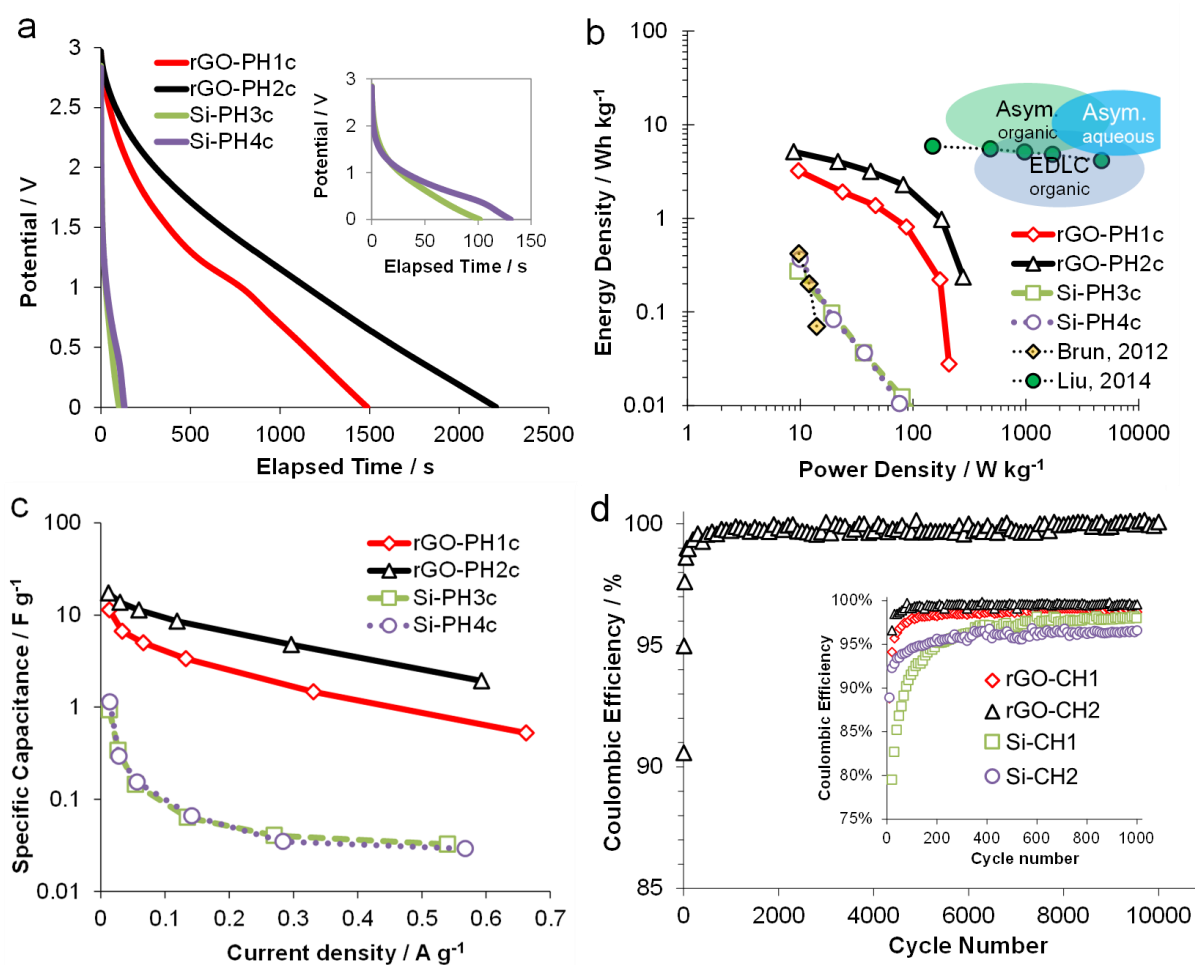 a
3
2.5
2
1.5
1
0.5
0
Potential / V
0
500
1000
1500
2000
2500
Elapsed Time / s
rGO-PH1c
rGO-PH2c
Si-PH3c
Si-PH4c
3
2
1
0
Potential / V
0
50
100
150
Elapsed Time / s
b
100
10
1
0.1
0.01
Energy Density / Wh kg-1
1
10
100
1000
10000
Power Density / W kg-1
Asym.
organic
Asym.
aqueous
EDLC
organic
rGO-PH1c
rGO-PH2c
Si-PH3c
Si-PH4c
Brun, 2012
Liu, 2014
c
100
10
1
0.1
0.01
Specific Capacitance / F g-1
0
0.1
0.2
0.3
0.4
0.5
0.6
0.7
Current density / A g-1
rGO-PH1c
rGO-PH2c
Si-PH3c
Si-PH4c
d
100
95
90
85
Coulombic Efficiency / %
0
2000
4000
6000
8000
10000
Cycle Number
100%
95%
90%
85%
80%
75%
Coulombic Efficiency
0
200
400
600
800
1000
Cycle number
rGO-CH1
rGO-CH2
Si-CH1
Si-CH2